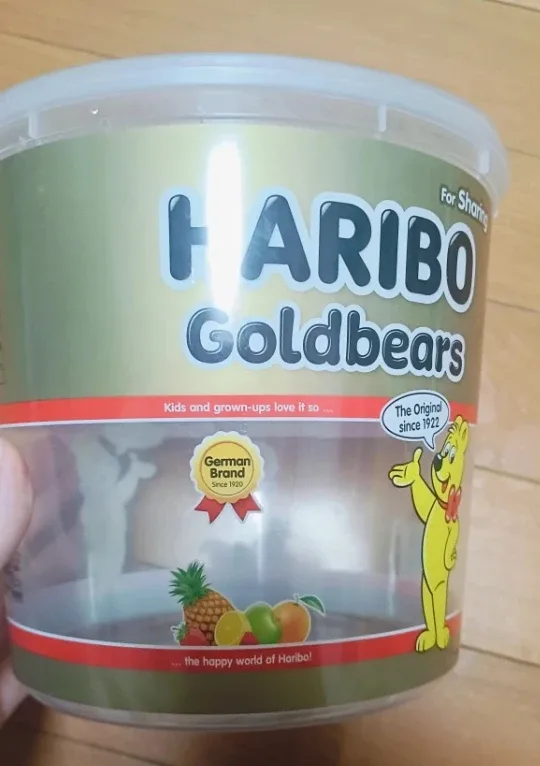 For Sharing
HARIBO
Goldbears
Kids and grown-ups love it so ...
The Original
since 1922
German
Brand
Since 1920
... the happy world of Haribo!